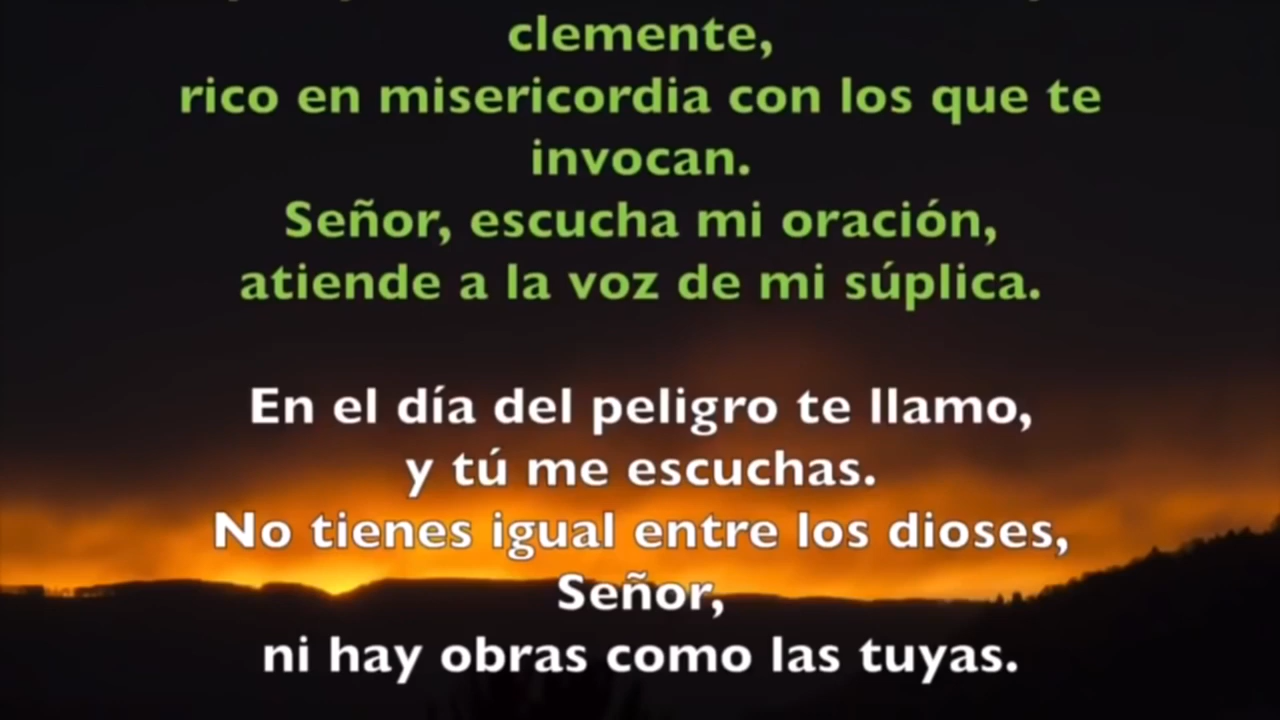 clemente,
rico en misericordia con los que te
invocan.
Señor, escucha mi oración,
atiende a la voz de mi súplica.
En el día del peligro te llamo,
y tú me escuchas.
No tienes igual entre los dioses,
Señor,
ni hay obras como las tuyas.